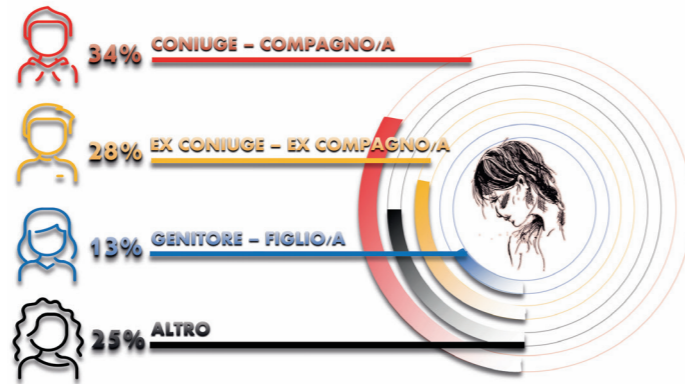 34% CONIUGE – COMPAGNO/A
28% EX CONIUGE – EX COMPAGNO/A
13% GENITORE – FIGLIO/A
25% ALTRO